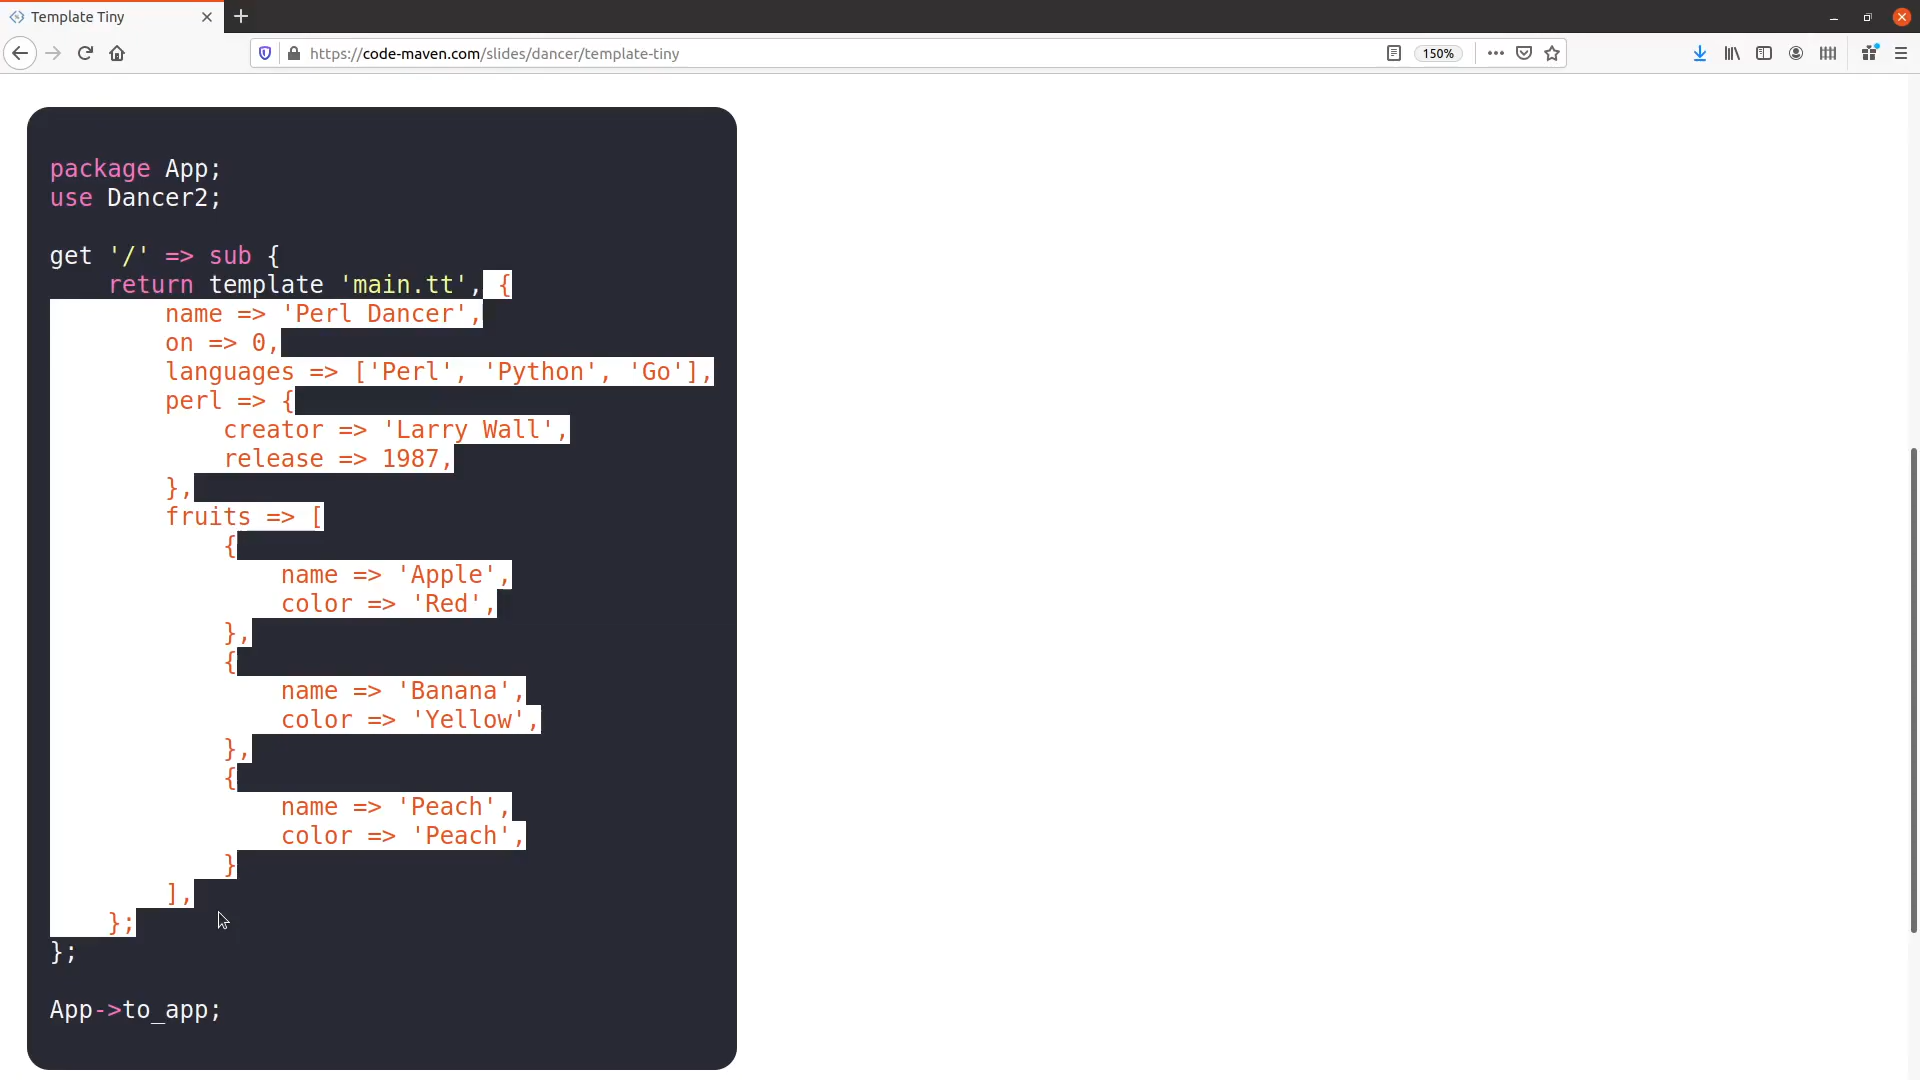 Template Tiny
https://code-maven.com/slides/dancer/template-tiny
150%
package App;
use Dancer2;
get '/' => sub {
    return template 'main.tt', {
        name => 'Perl Dancer',
        on => 0,
        languages => ['Perl', 'Python', 'Go'],
        perl => {
            creator => 'Larry Wall',
            release => 1987,
        },
        fruits => [
            {
                name => 'Apple',
                color => 'Red',
            },
            {
                name => 'Banana',
                color => 'Yellow',
            },
            {
                name => 'Peach',
                color => 'Peach',
            }
        ],
    };
};
App->to_app;